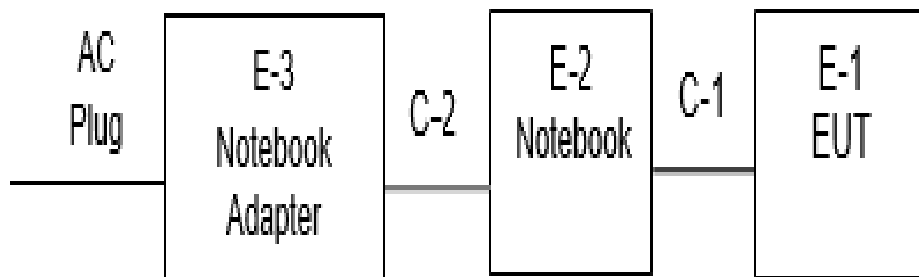 AC
Plug
E-3
Notebook
Adapter
C-2
E-2
Notebook
C-1
E-1
EUT